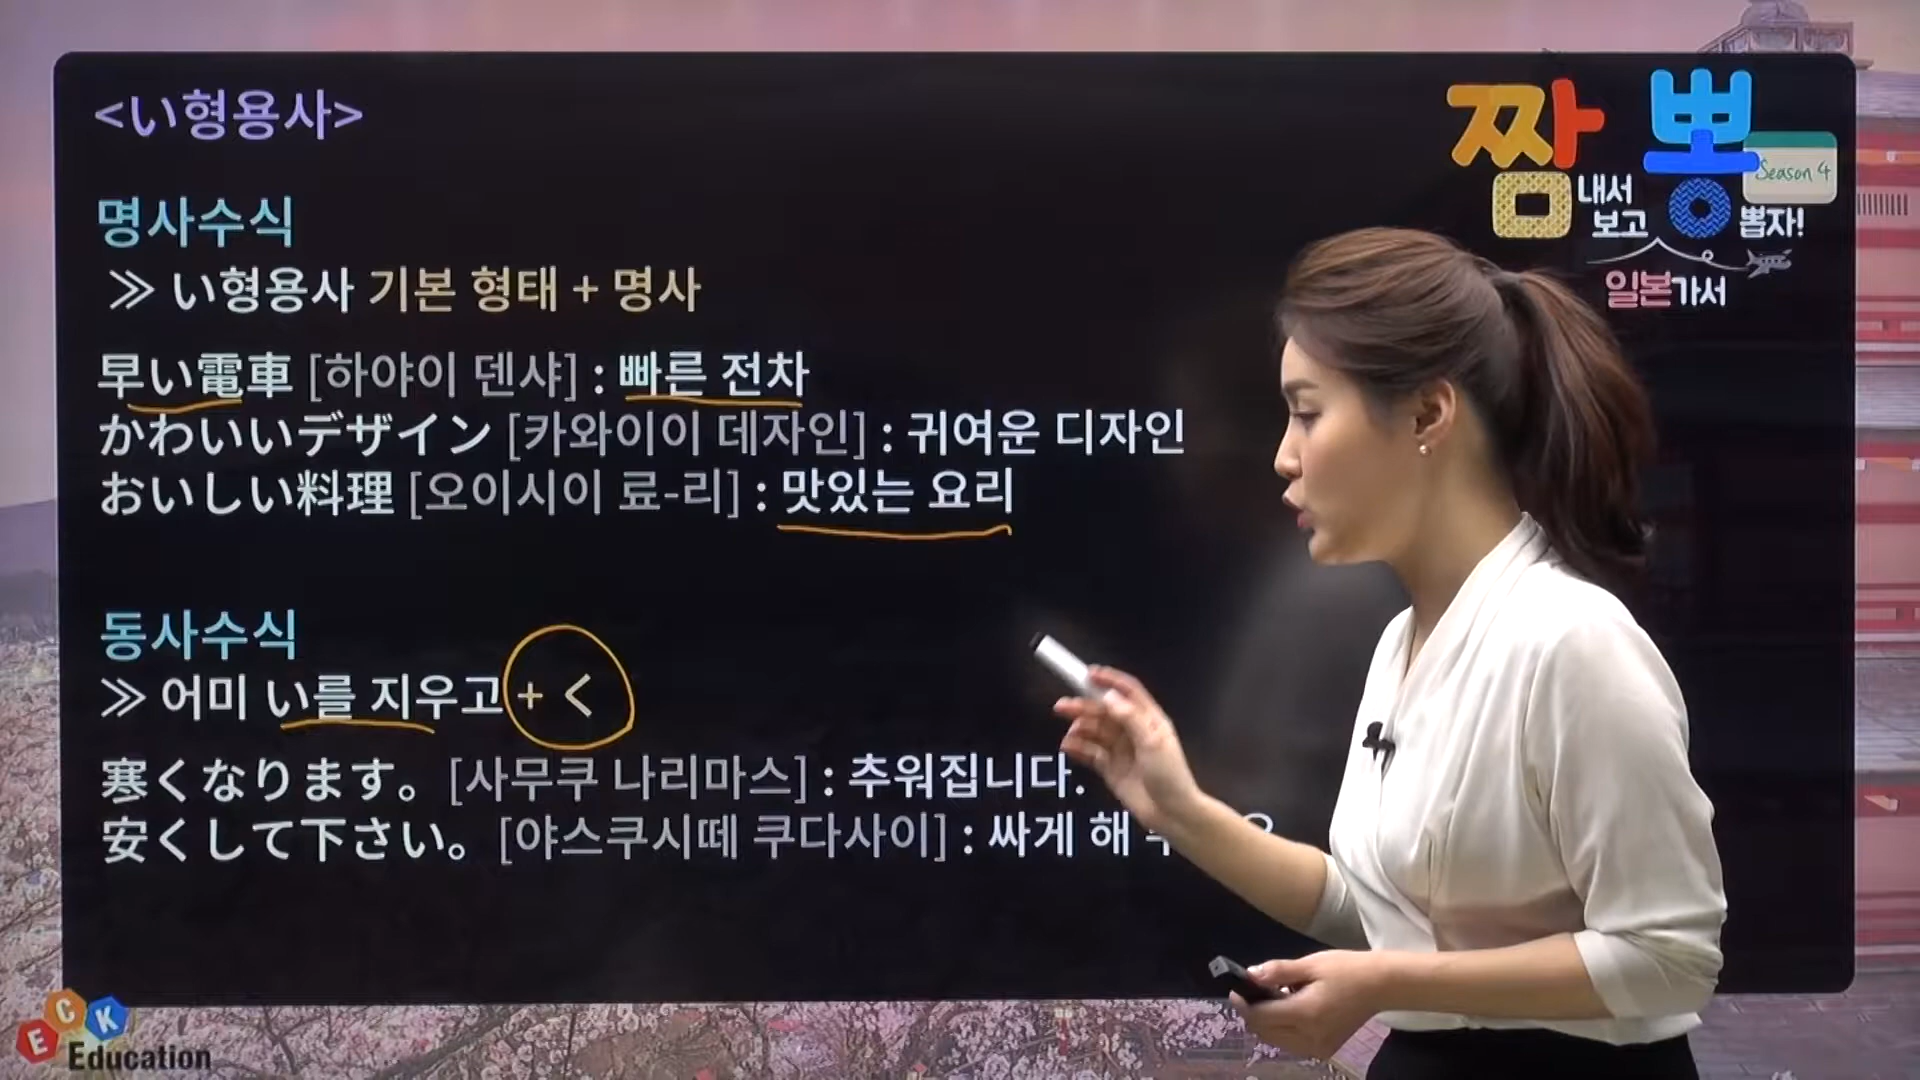 <い형용사>
명사수식
≫ い형용사 기본 형태 + 명사
早い電車 [하야이 덴샤] : 빠른 전차
かわいいデザイン [카와이이 데자인] : 귀여운 디자인
おいしい料理 [오이시이 료-리] : 맛있는 요리
동사수식
≫ 어미 い를 지우고 + く
寒くなります。 [사무쿠 나리마스] : 추워집니다.
安くして下さい。 [야스쿠시떼 쿠다사이] : 싸게 해
짬내서 보고 뽕뽑자!
Season 4
일본가서
ECK
Education